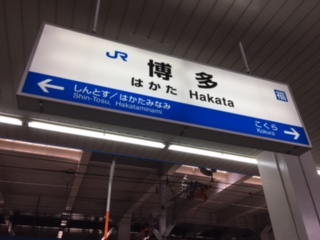 JR 博多 福
はかた Hakata
← しんとす/はかたみなみ
Shin-Tosu, Hakataminami
こくら →
Kokura